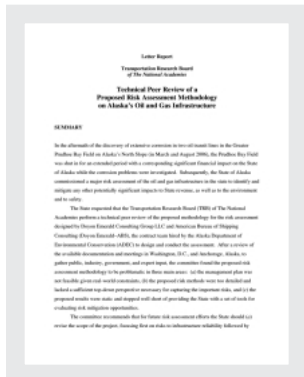 Letter Report
Transportation Research Board
of The National Academies
Technical Peer Review of a
Proposed Risk Assessment Methodology
on Alaska's Oil and Gas Infrastructure
SUMMARY
In the aftermath of the discovery of extensive corrosion in two oil transit lines in the Greater
Prudhoe Bay Field on Alaska's North Slope (in March and August 2006), the Prudhoe Bay Field
was shut in for an extended period with a corresponding significant financial impact on the State
of Alaska while the corrosion problems were investigated. Subsequently, the State of Alaska
commissioned a major risk assessment of the oil and gas infrastructure in the state to identify and
mitigate any other potentially significant impacts to State revenue, as well as to the environment
and to safety.
The State requested that the Transportation Research Board (TRB) of The National
Academies perform a technical peer review of the proposed methodology for the risk assessment
designed by Doyon Emerald Consulting Group LLC and American Bureau of Shipping
Consulting (Doyon Emerald–ABS), the contract team hired by the Alaska Department of
Environmental Conservation (ADEC) to design and conduct the assessment. After a review of
the available documentation and meetings in Washington, D.C., and Anchorage, Alaska, to
gather public, industry, government, and expert input, the committee found the proposed risk
assessment methodology to be problematic in three main areas: (a) the management plan was
not feasible given real-world constraints, (b) the proposed methods were too detailed and
lacked a sufficient top-down perspective necessary for capturing the important risks, and (c) the
proposed results were static and stopped well short of providing the State with a set of tools for
evaluating risk mitigation opportunities.
The committee recommends that for future risk assessment efforts the State should (a)
revise the scope of the project, focusing first on risks to infrastructure reliability followed by